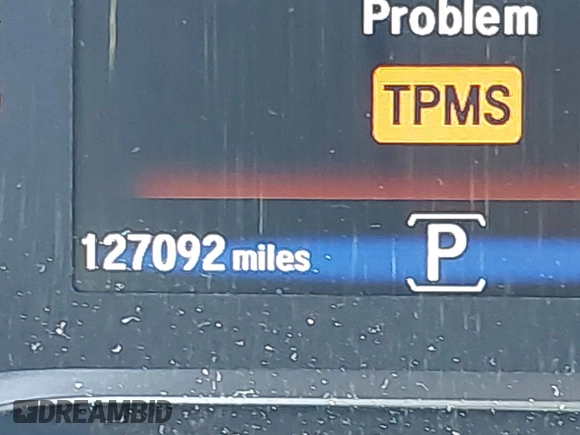 Problem
TPMS
127092 miles P
DREAMBID